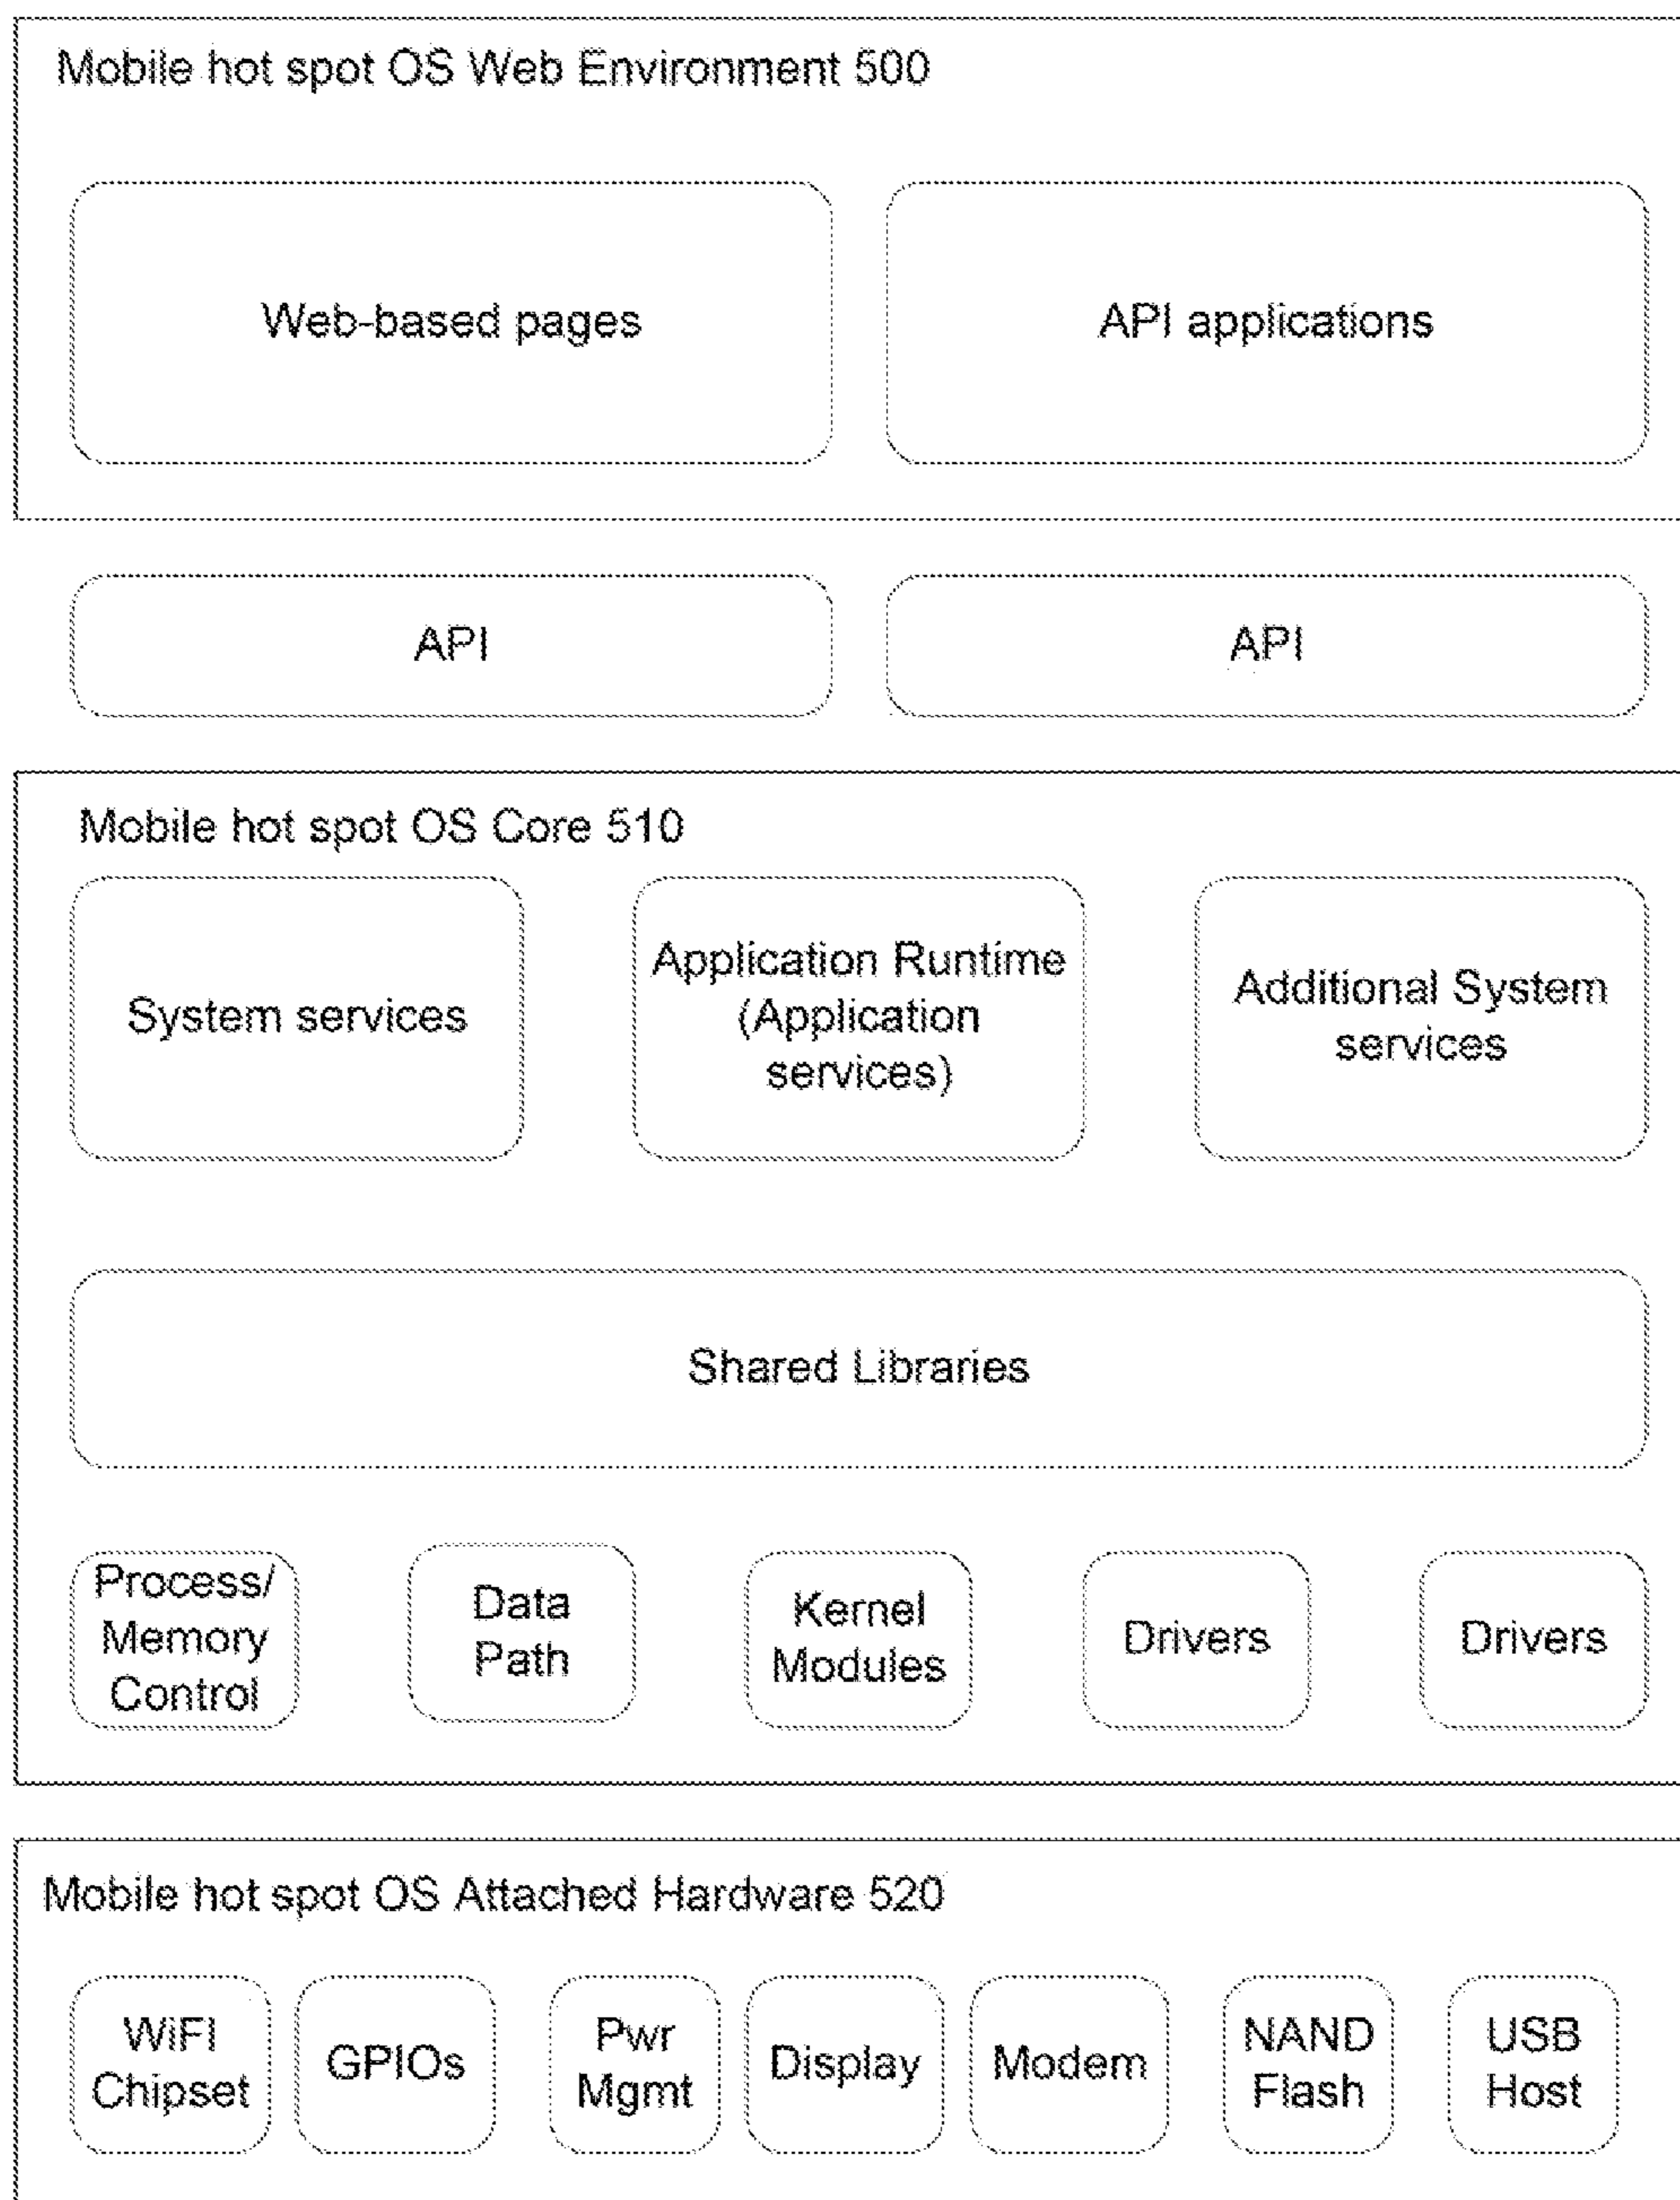 Mobile hot spot OS Web Environment 500
Web-based pages
API applications
API
API
Mobile hot spot OS Core 510
System services
Application Runtime
(Application
services)
Additional System
services
Shared Libraries
Process/
Memory
Control
Data
Path
Kernel
Modules
Drivers
Drivers
Mobile hot spot OS Attached Hardware 520
WiFI
Chipset
GPIOs
Pwr
Mgmt
Display
Modem
NAND
Flash
USB
Host